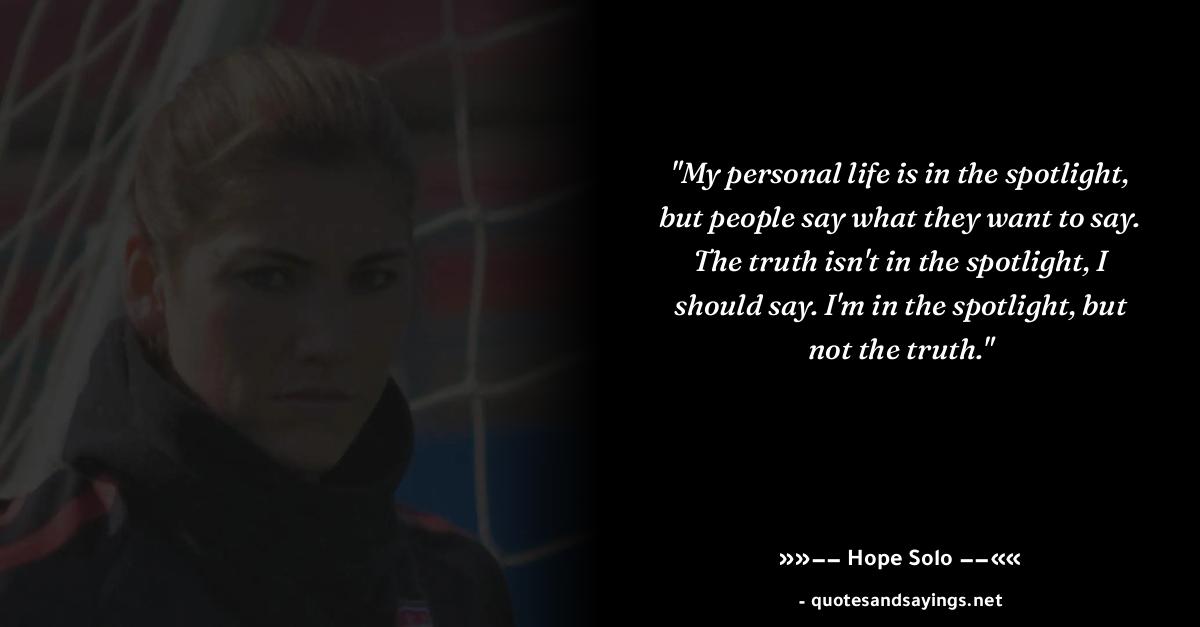 "My personal life is in the spotlight,
but people say what they want to say.
The truth isn't in the spotlight, I
should say. I'm in the spotlight, but
not the truth."
»»—— Hope Solo ——««
- quotesandsayings.net